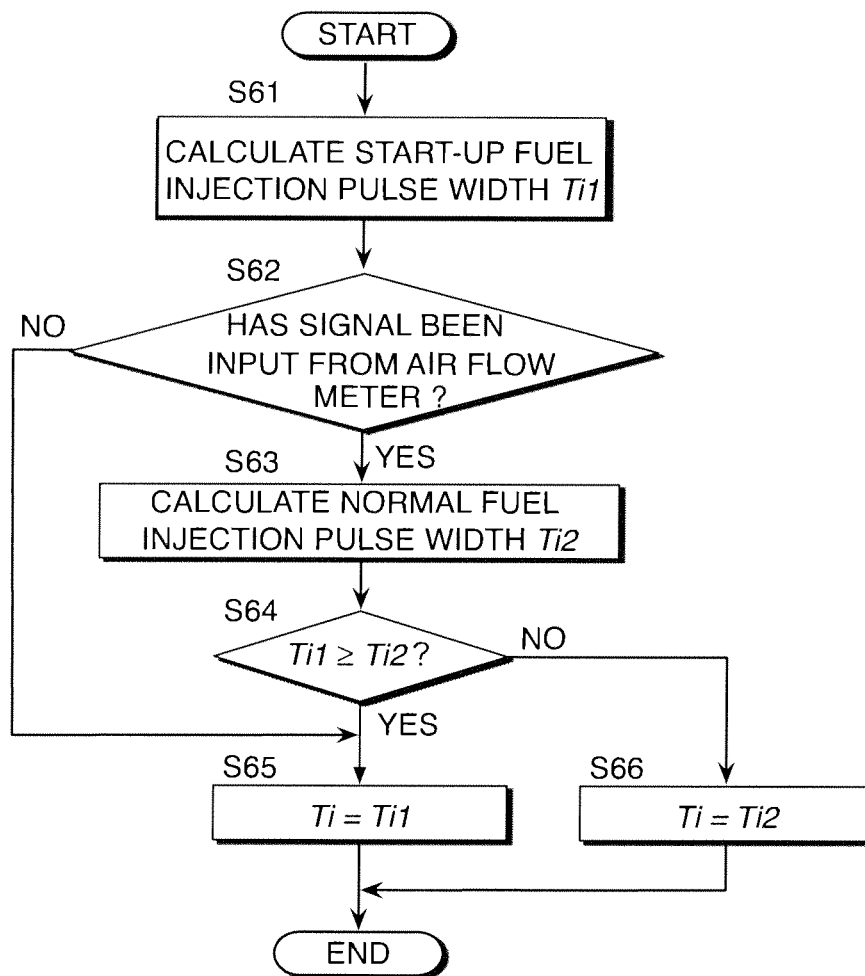 START
S61
CALCULATE START-UP FUEL
INJECTION PULSE WIDTH Ti1
S62
NO
HAS SIGNAL BEEN
INPUT FROM AIR FLOW
METER ?
YES
S63
CALCULATE NORMAL FUEL
INJECTION PULSE WIDTH Ti2
S64
Ti1 ≥ Ti2?
NO
YES
S65
S66
Ti = Ti1
Ti = Ti2
END